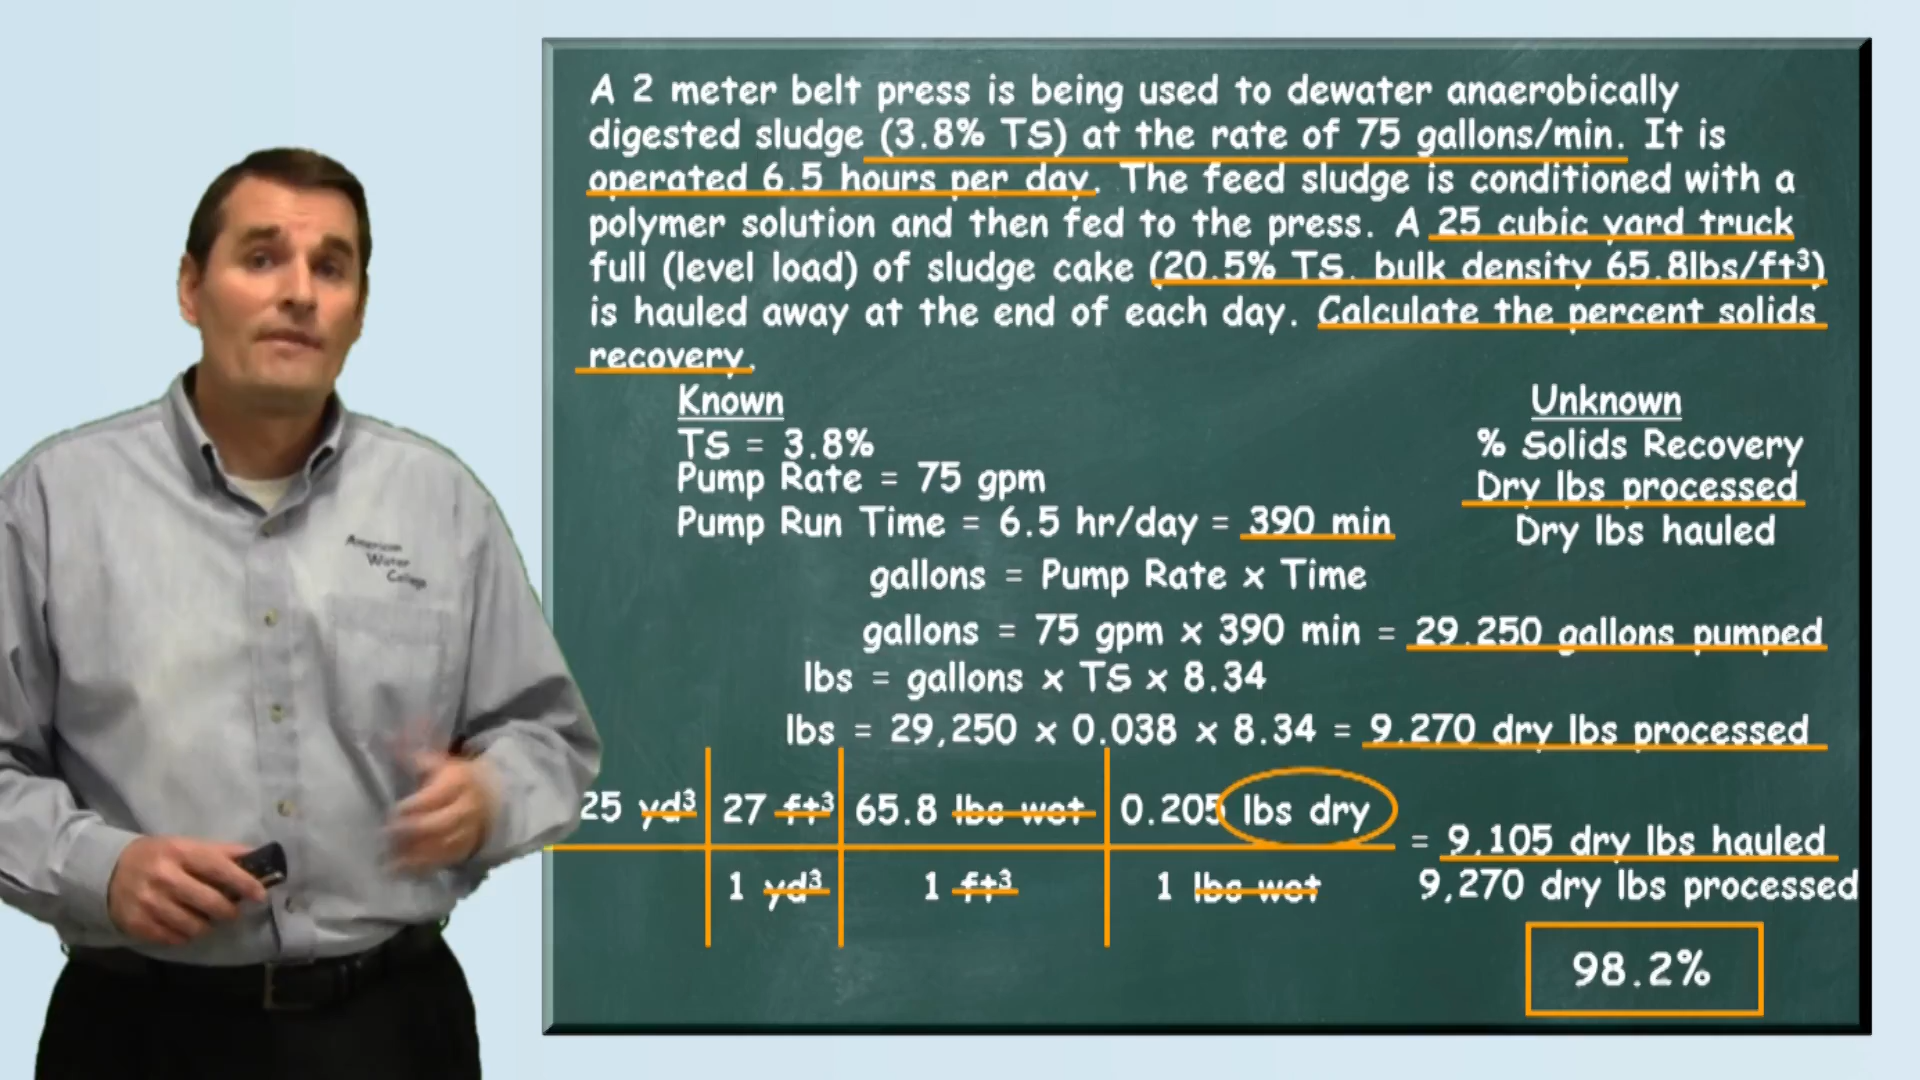 A 2 meter belt press is being used to dewater anaerobically
digested sludge (3.8% TS) at the rate of 75 gallons/min. It is
operated 6.5 hours per day. The feed sludge is conditioned with a
polymer solution and then fed to the press. A 25 cubic yard truck
full (level load) of sludge cake (20.5% TS, bulk density 65.8lbs/ft³)
is hauled away at the end of each day. Calculate the percent solids
recovery.
Known
TS = 3.8%
Pump Rate = 75 gpm
Pump Run Time = 6.5 hr/day = 390 min
Unknown
% Solids Recovery
Dry lbs processed
Dry lbs hauled
gallons = Pump Rate x Time
gallons = 75 gpm x 390 min = 29,250 gallons pumped
lbs = gallons x TS x 8.34
lbs = 29,250 x 0.038 x 8.34 = 9,270 dry lbs processed
25 yd³ 27 ft³ 65.8 lbs wet 0.205 lbs dry
= 9,105 dry lbs hauled
1 yd³ 1 ft³ 1 lbs wet
9,270 dry lbs processed
98.2%
American
Water
College